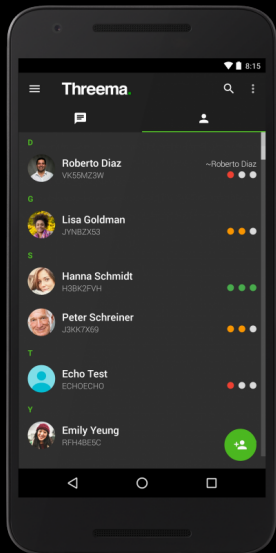 8:15
Threema.
D
Roberto Diaz
~Roberto Diaz
VK55MZ3W
G
Lisa Goldman
JYNBZX53
S
Hanna Schmidt
H3BK2FVH
Peter Schreiner
J3KK7X69
T
Echo Test
ECHOECHO
Y
Emily Yeung
RFH4BE5C